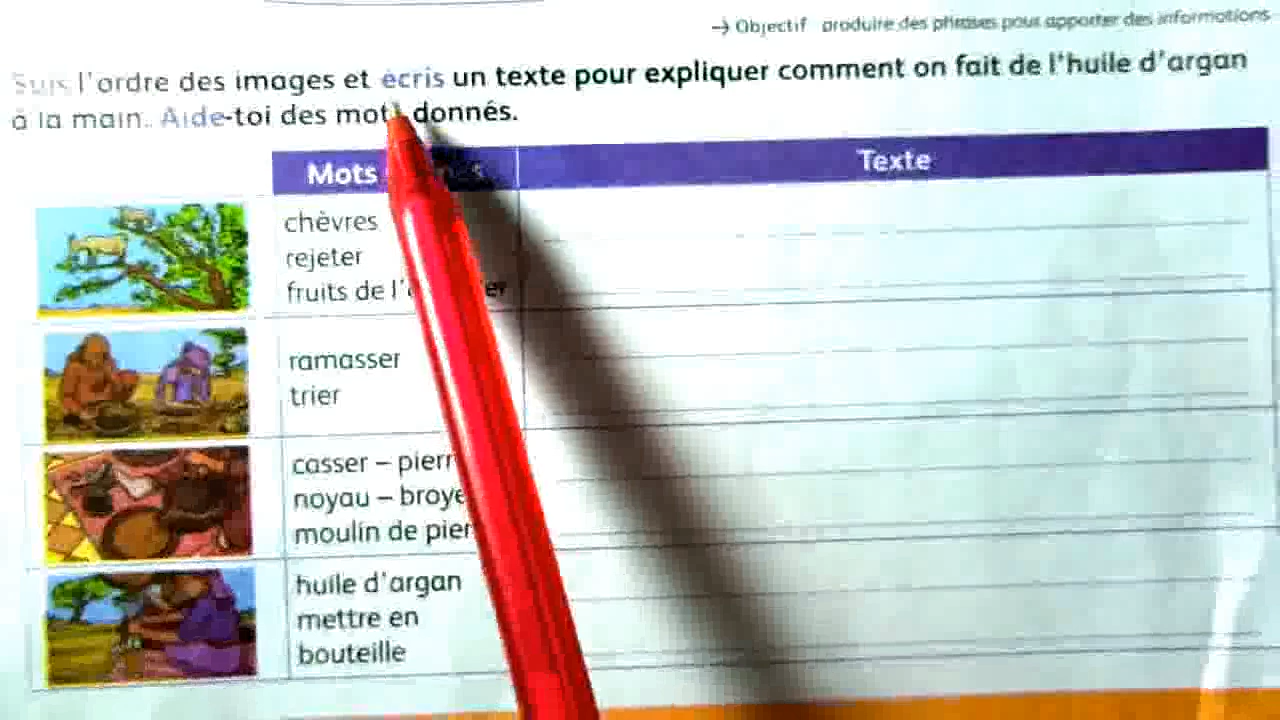 → Objectif produire des phrases pour apporter des informations
Suis l'ordre des images et écris un texte pour expliquer comment on fait de l'huile d'argan
à la main. Aide-toi des mots donnés.
Mots
Texte
chèvres
rejeter
fruits de l'
ramasser
trier
casser – pierr
noyau – broye
moulin de pier
huile d'argan
mettre en
bouteille